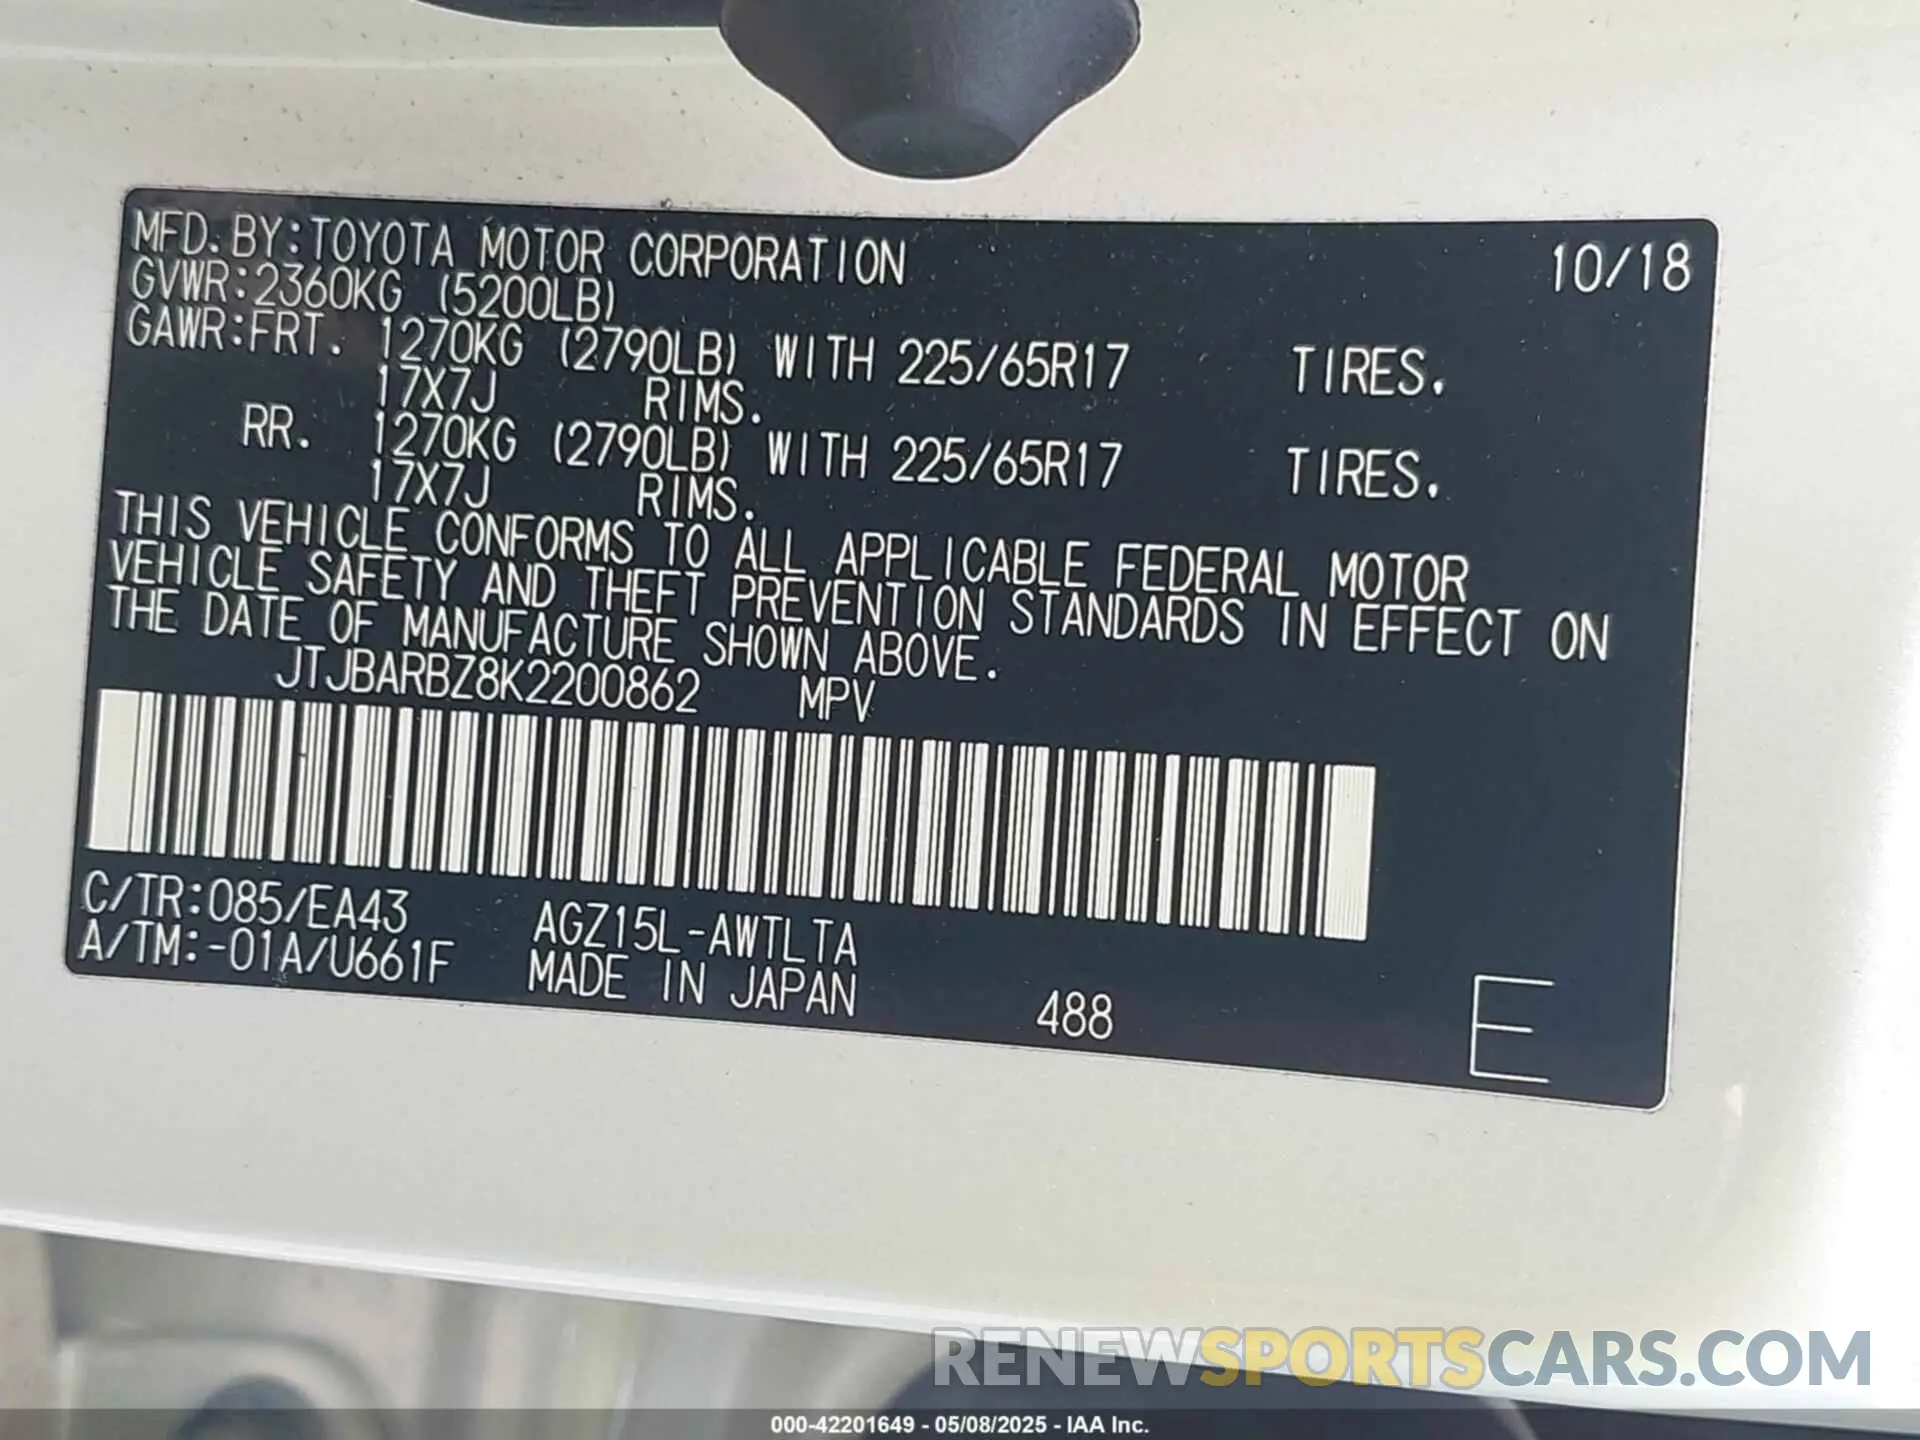 MFD. BY:TOYOTA MOTOR CORPORATION 10/18
GVWR:2360KG (5200LB)
GAWR:FRT. 1270KG (2790LB) WITH 225/65R17 TIRES.
17X7J RIMS.
RR. 1270KG (2790LB) WITH 225/65R17 TIRES.
17X7J RIMS.
THIS VEHICLE CONFORMS TO ALL APPLICABLE FEDERAL MOTOR
VEHICLE SAFETY AND THEFT PREVENTION STANDARDS IN EFFECT ON
THE DATE OF MANUFACTURE SHOWN ABOVE.
JTJBARBZ8K2200862 MPV
C/TR:085/EA43 AGZ15L-AWTLTA
A/TM:-01A/U661F MADE IN JAPAN 488 E
RENEWSPORTSCARS.COM
000-42201649 - 05/08/2025 - IAA Inc.